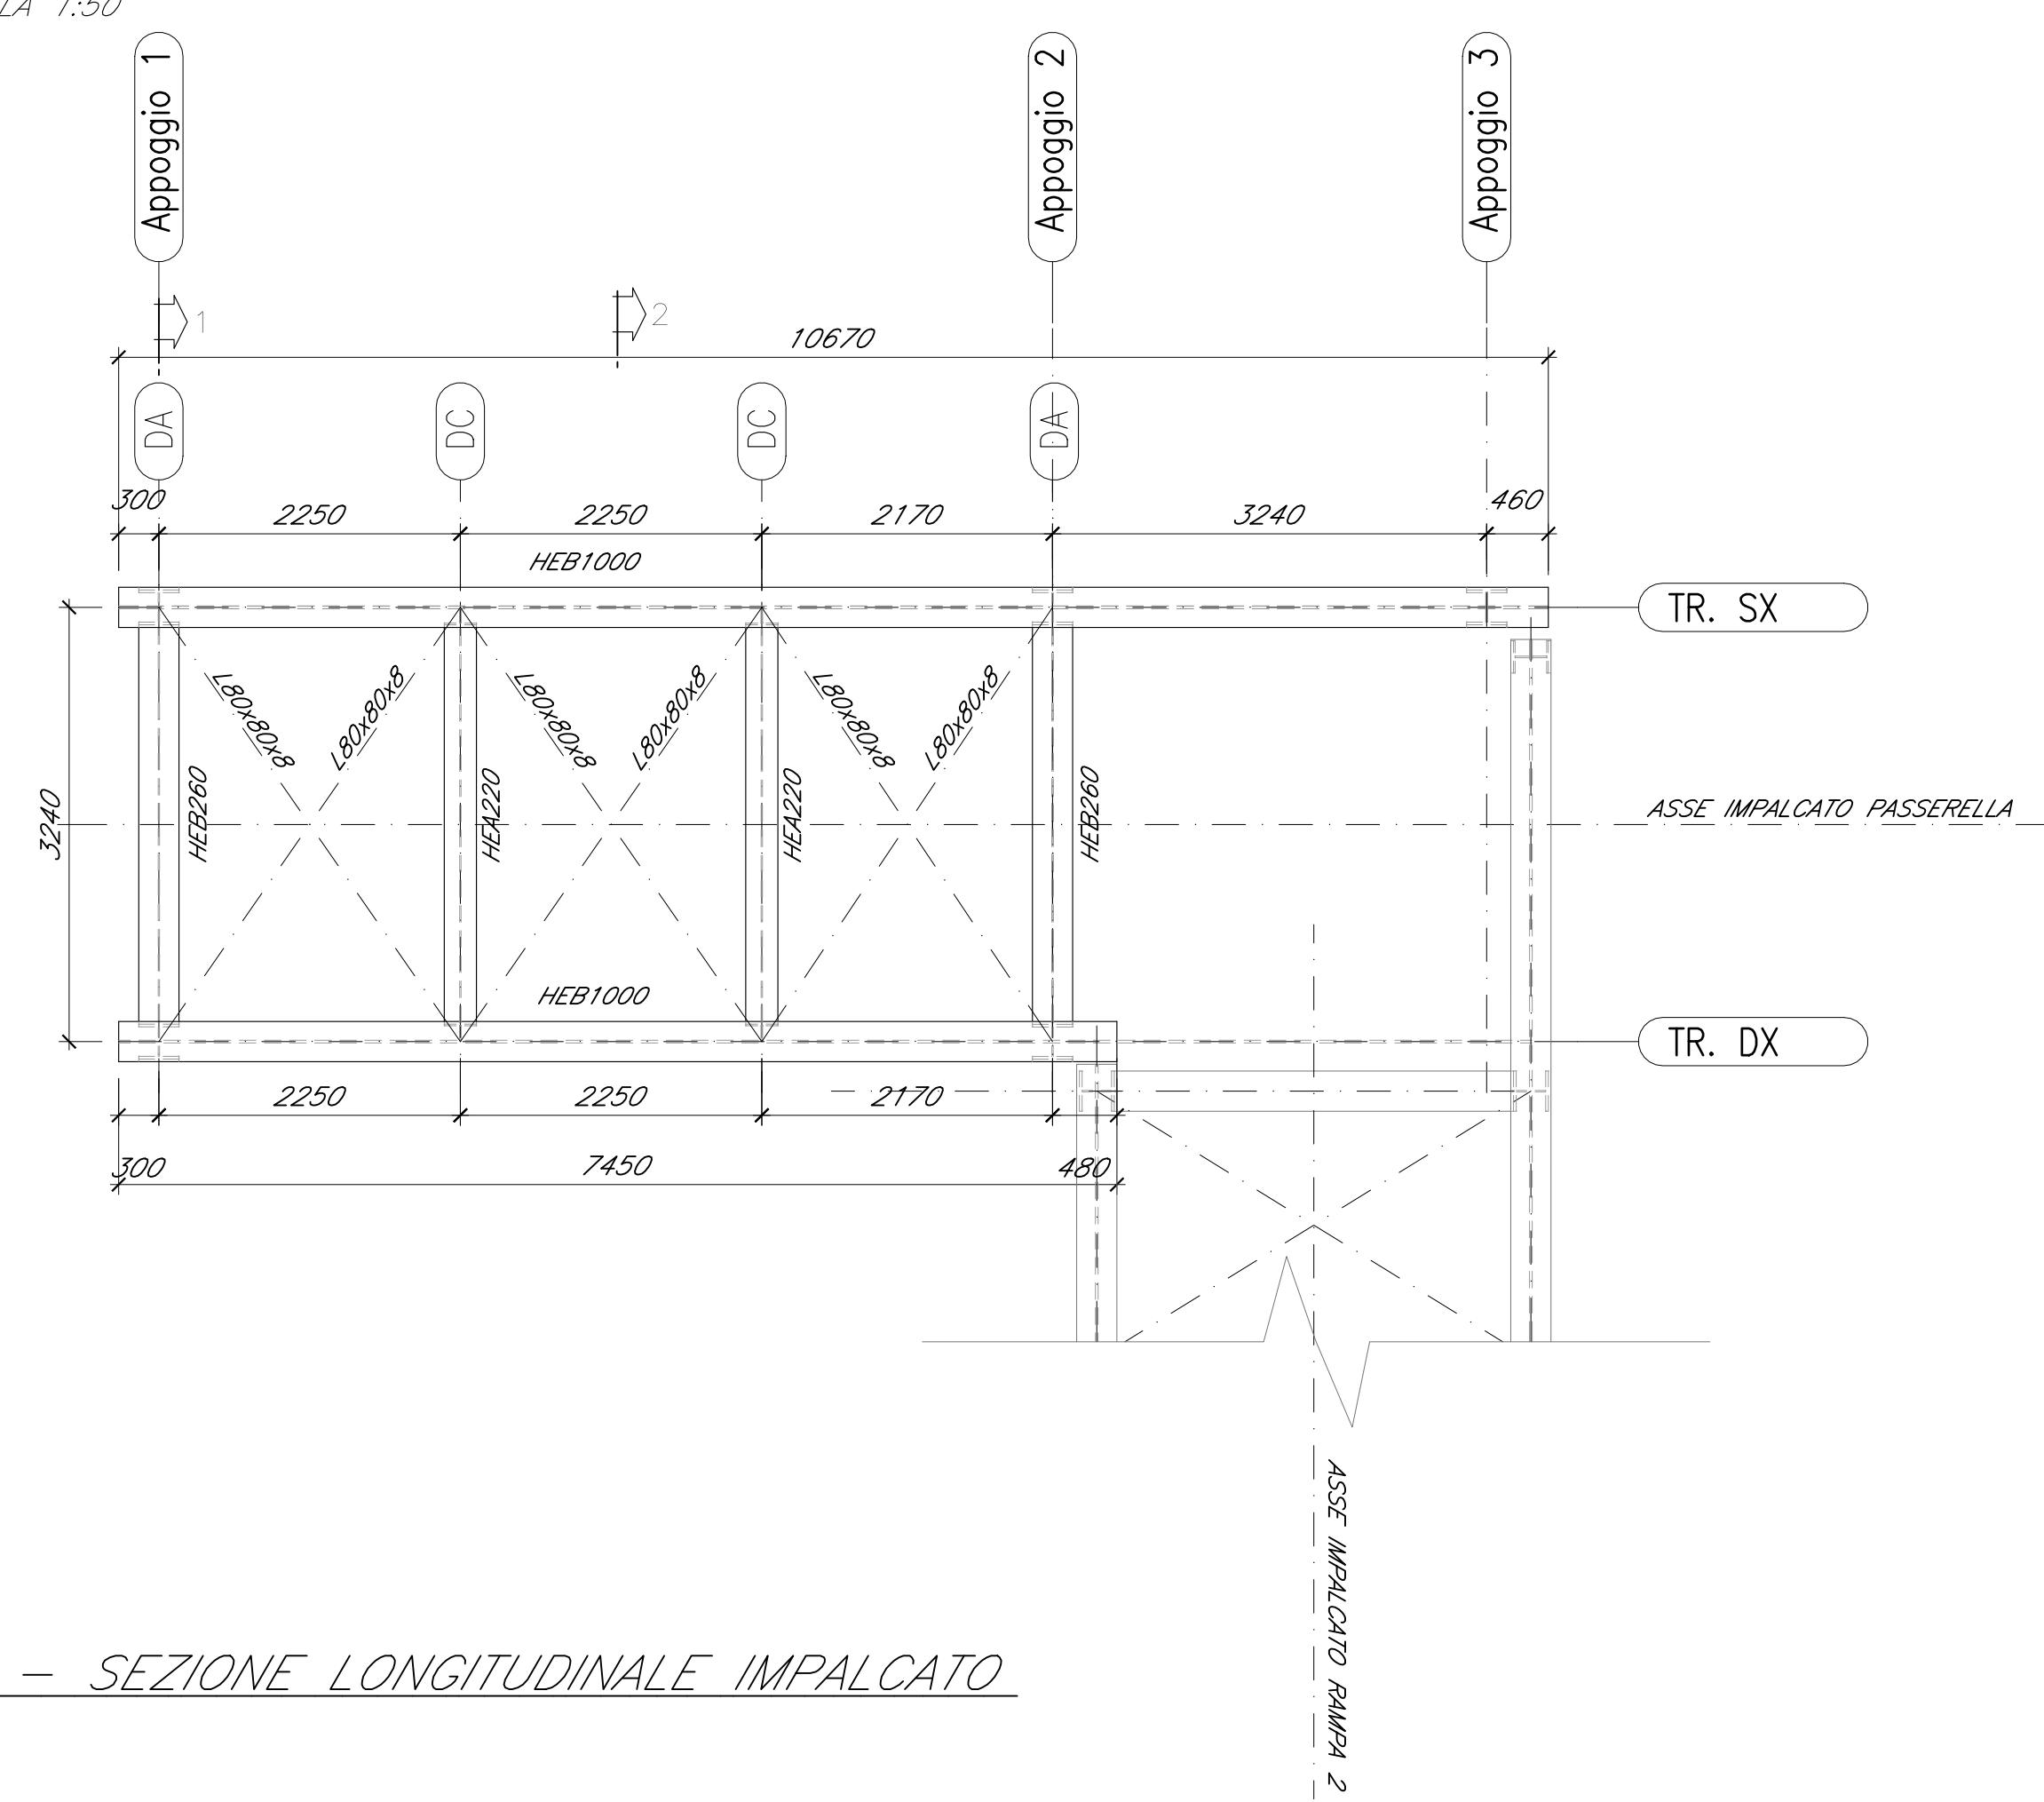 LA 1:50
Appoggio 1
Appoggio 2
Appoggio 3
1
2
10670
DA
DC
DC
DA
300
2250
2250
2170
3240
460
HEB1000
TR. SX
L80x80x8
L80x80x8
L80x80x8
L80x80x8
L80x80x8
L80x80x8
3240
HEB260
HEA220
HEA220
HEB260
ASSE IMPALCATO PASSERELLA
HEB1000
TR. DX
2250
2250
2170
300
7450
480
ASSE IMPALCATO RAMPA 2
- SEZIONE LONGITUDINALE IMPALCATO